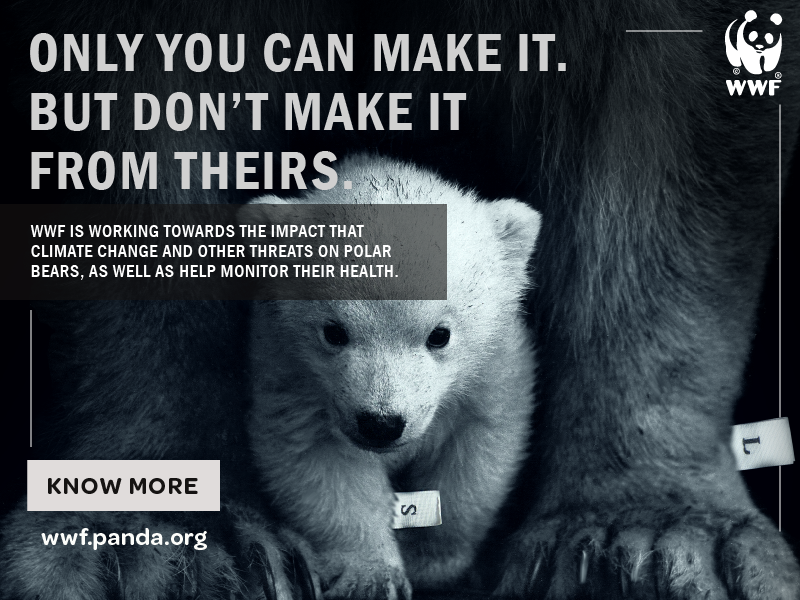 ONLY YOU CAN MAKE IT.
BUT DON'T MAKE IT
FROM THEIRS.
WWF IS WORKING TOWARDS THE IMPACT THAT
CLIMATE CHANGE AND OTHER THREATS ON POLAR
BEARS, AS WELL AS HELP MONITOR THEIR HEALTH.
© ®
WWF
L
S
KNOW MORE
wwf.panda.org